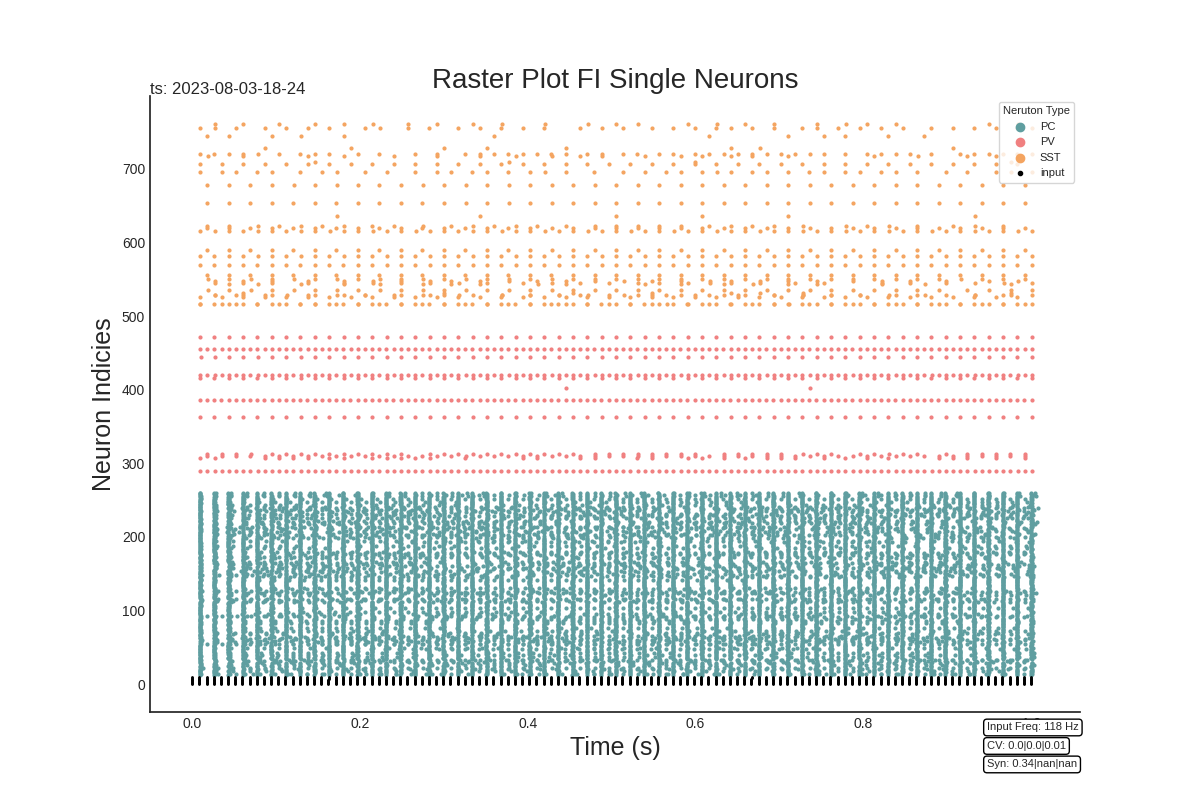 Raster Plot FI Single Neurons
ts: 2023-08-03-18-24
Neruton Type
PC
PV
SST
input
Neuron Indicies
700
600
500
400
300
200
100
0
0.0 0.2 0.4 0.6 0.8
Time (s)
Input Freq: 118 Hz
CV: 0.0|0.0|0.01
Syn: 0.34|nan|nan